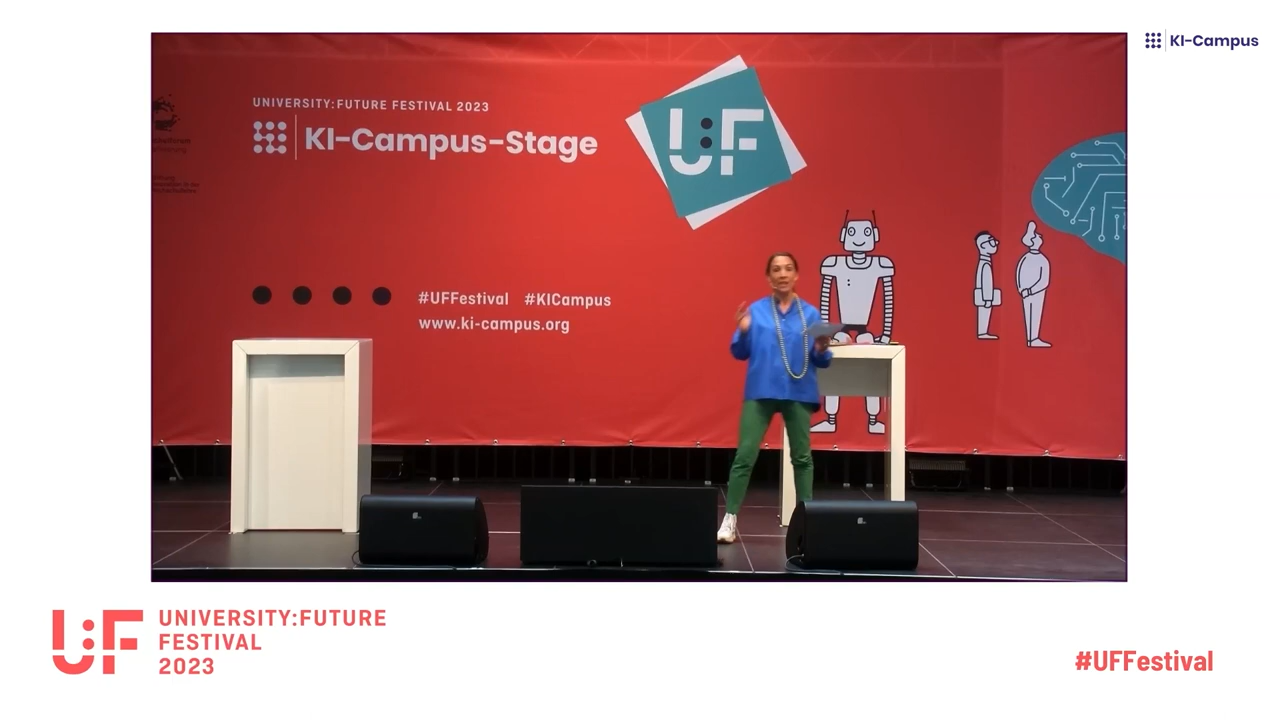 KI-Campus
UNIVERSITY:FUTURE FESTIVAL 2023
KI-Campus-Stage
U:F
#UFFestival #KICampus
www.ki-campus.org
U:F
UNIVERSITY:FUTURE
FESTIVAL
2023
#UFFestival